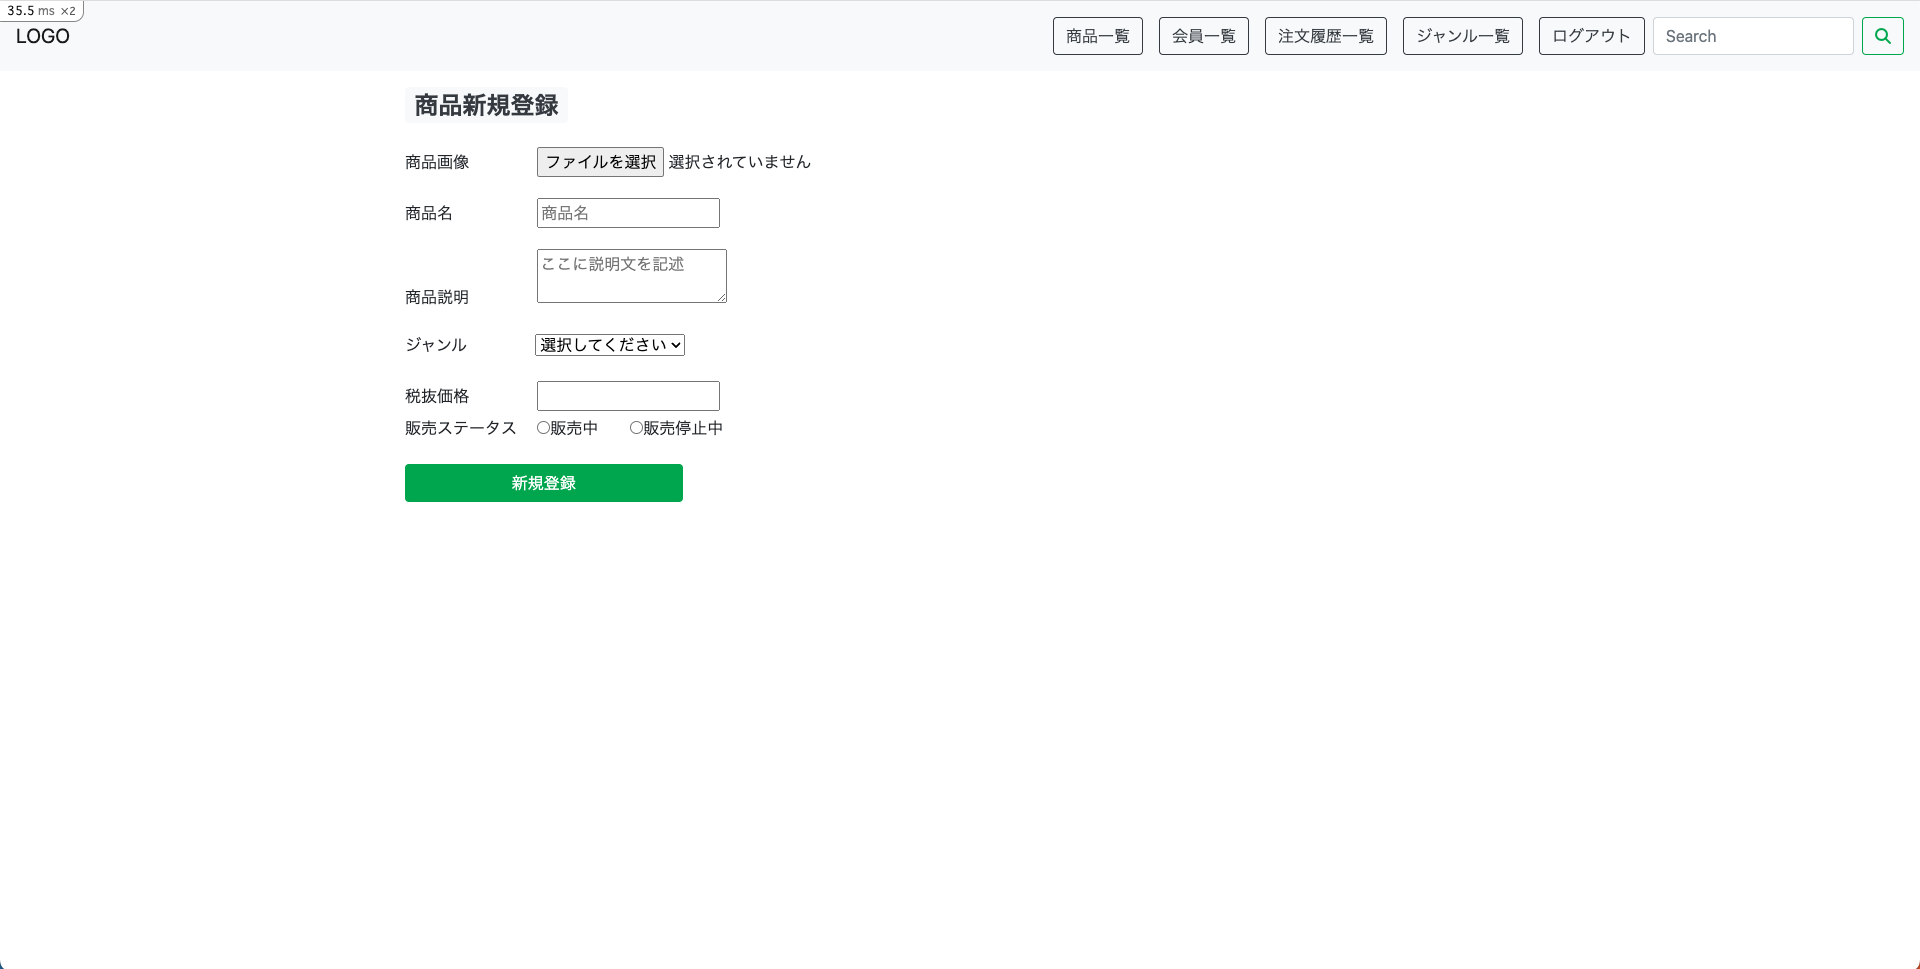 35.5 ms ×2
LOGO
商品一覧 会員一覧 注文履歴一覧 ジャンル一覧 ログアウト Search
商品新規登録
商品画像 ファイルを選択 選択されていません
商品名 商品名
ここに説明文を記述
商品説明
ジャンル 選択してください
税抜価格
販売ステータス 販売中 販売停止中
新規登録